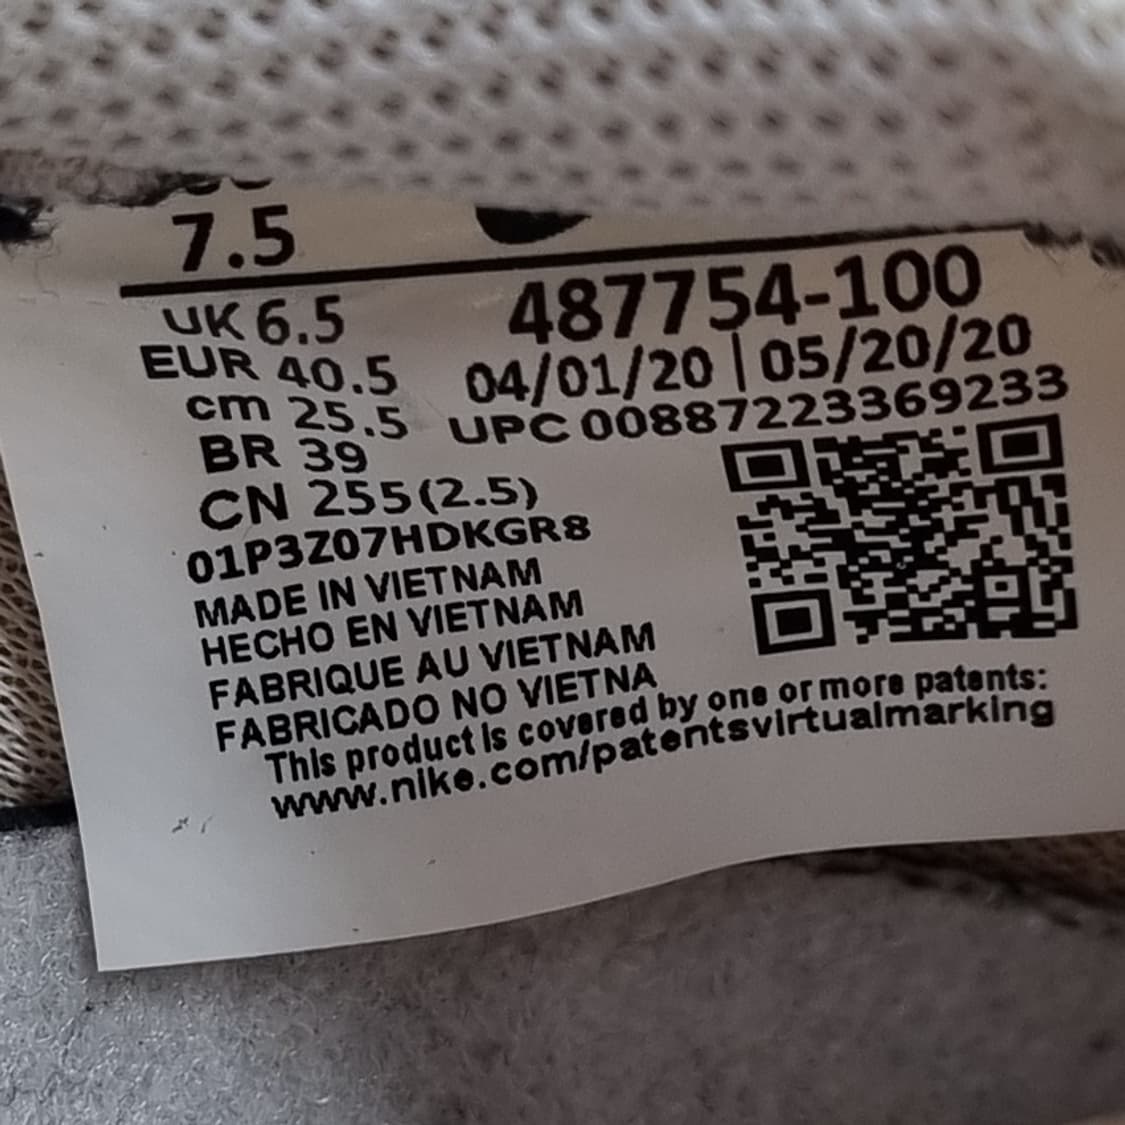 7.5
UK 6.5
EUR 40.5
cm 25.5
BR 39
CN 255(2.5)
487754-100
04/01/20 | 05/20/20
UPC 00887223369233
01P3Z07HDKGR8
MADE IN VIETNAM
HECHO EN VIETNAM
FABRIQUE AU VIETNAM
FABRICADO NO VIETNA
This product is covered by one or more patents:
www.nike.com/patentsvirtualmarking